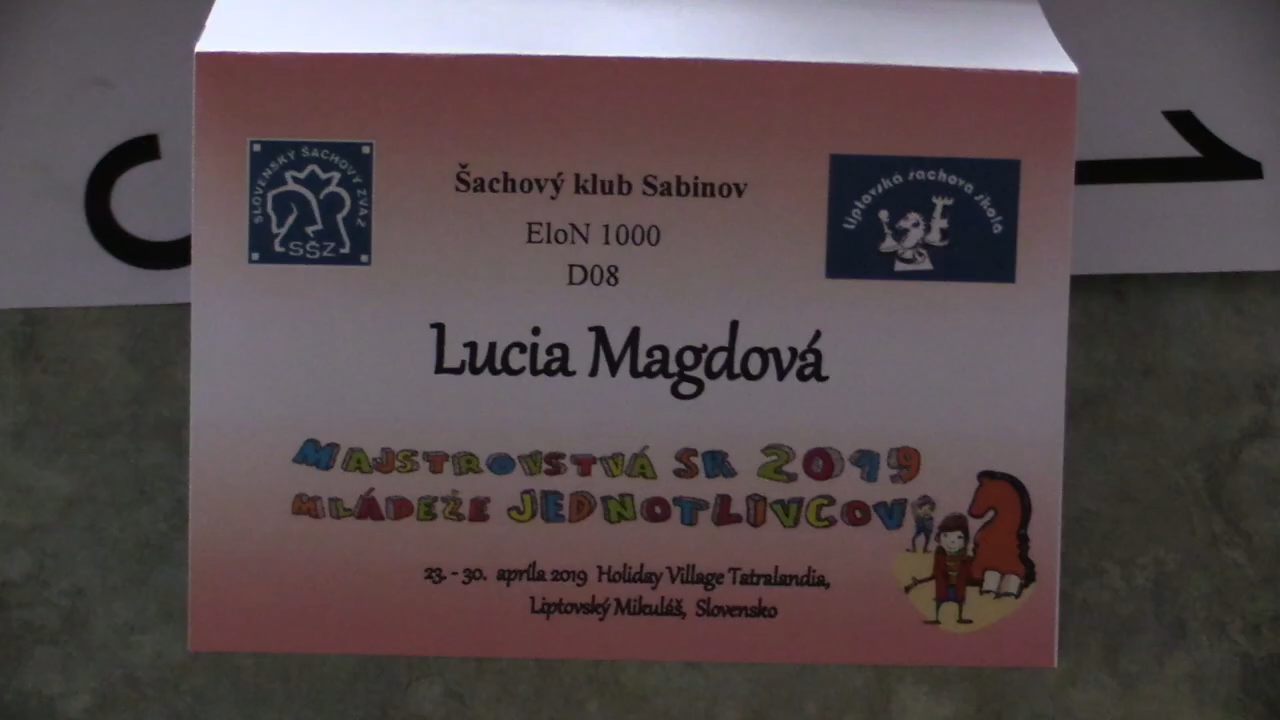 SLOVENSKÝ ŠACHOVÝ ZVÄZ
SŠZ
Šachový klub Sabinov
EloN 1000
D08
Liptovská šachová škola
Lucia Magdová
MAJSTROVSTVÁ SR 2019
MLÁDEŽE JEDNOTLIVCOV
23. - 30. apríla 2019 Holiday Village Tatralandia,
Liptovský Mikuláš, Slovensko
1